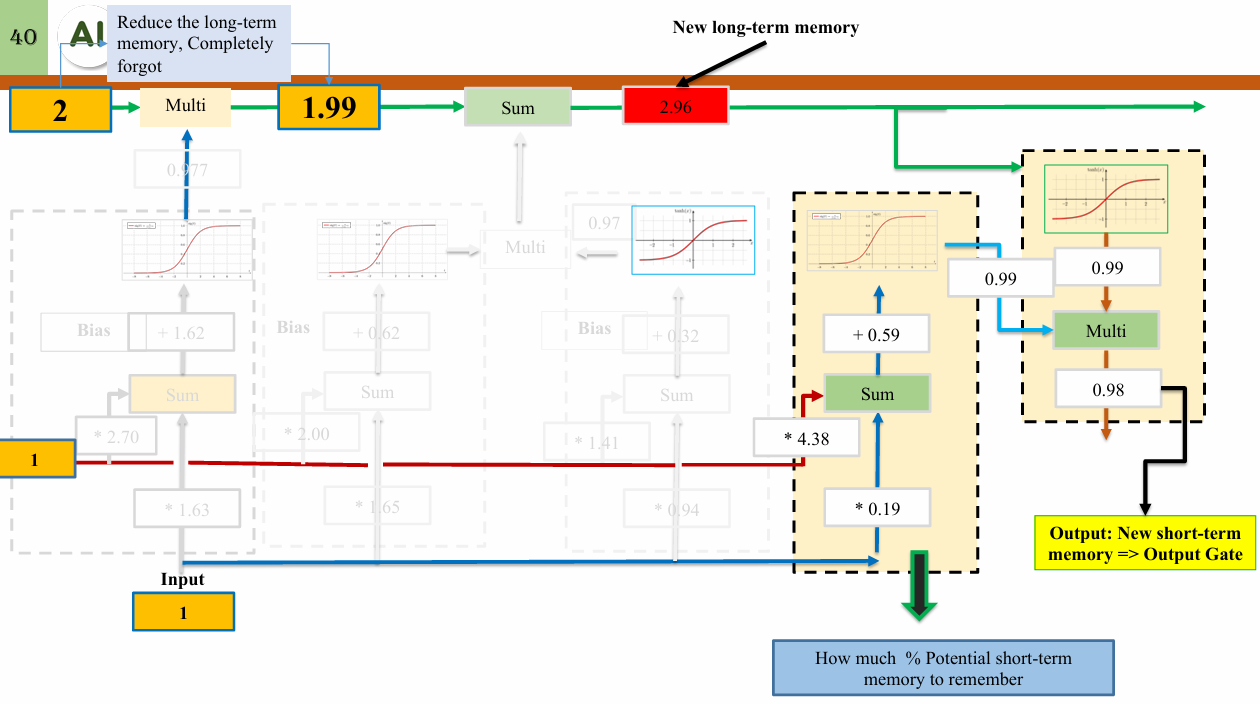 40
AI
Reduce the long-term
memory, Completely
forgot
New long-term memory
2
Multi
1.99
Sum
2.96
0.977
0.97
Multi
tanh(x)
tanh(x)
0.99
0.99
Bias
+ 1.62
Bias
+ 0.62
Bias
+ 0.32
+ 0.59
Multi
Sum
Sum
Sum
Sum
0.98
* 2.70
* 2.00
* 1.41
* 4.38
1
* 1.63
* 1.65
* 0.94
* 0.19
Output: New short-term
memory => Output Gate
Input
1
How much % Potential short-term
memory to remember